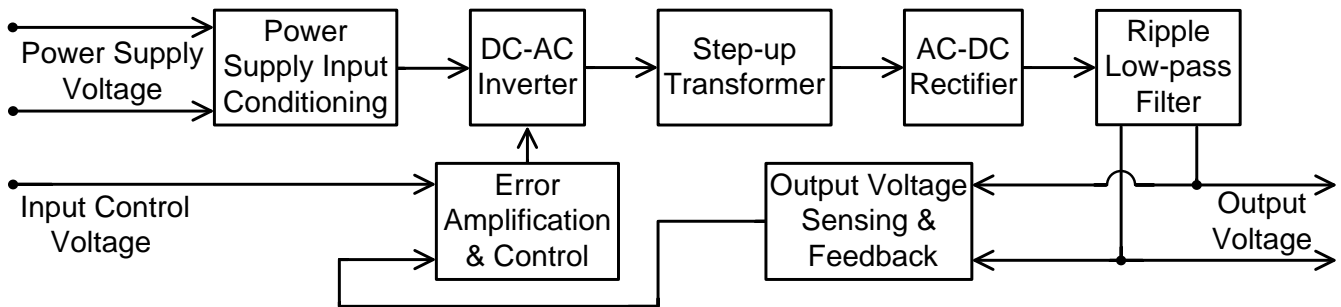 Power Supply
Voltage
Power
Supply Input
Conditioning
DC-AC
Inverter
Step-up
Transformer
AC-DC
Rectifier
Ripple
Low-pass
Filter
Input Control
Voltage
Error
Amplification
& Control
Output Voltage
Sensing &
Feedback
Output
Voltage